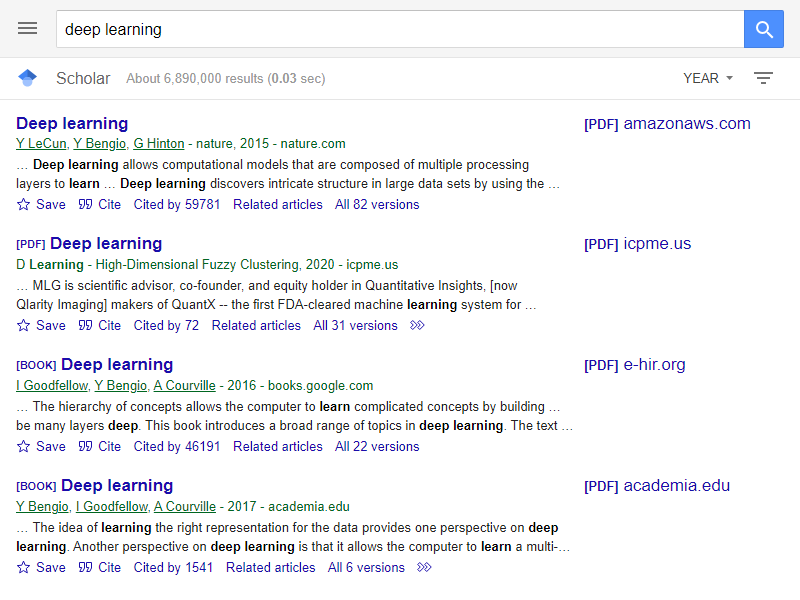 deep learning
Scholar About 6,890,000 results (0.03 sec) YEAR
Deep learning [PDF] amazonaws.com
Y LeCun, Y Bengio, G Hinton - nature, 2015 - nature.com
... Deep learning allows computational models that are composed of multiple processing
layers to learn ... Deep learning discovers intricate structure in large data sets by using the ...
Save Cite Cited by 59781 Related articles All 82 versions
[PDF] Deep learning [PDF] icpme.us
D Learning - High-Dimensional Fuzzy Clustering, 2020 - icpme.us
... MLG is scientific advisor, co-founder, and equity holder in Quantitative Insights, [now
Qlarity Imaging] makers of QuantX -- the first FDA-cleared machine learning system for ...
Save Cite Cited by 72 Related articles All 31 versions
[BOOK] Deep learning [PDF] e-hir.org
I Goodfellow, Y Bengio, A Courville - 2016 - books.google.com
... The hierarchy of concepts allows the computer to learn complicated concepts by building ...
be many layers deep. This book introduces a broad range of topics in deep learning. The text ...
Save Cite Cited by 46191 Related articles All 22 versions
[BOOK] Deep learning [PDF] academia.edu
Y Bengio, I Goodfellow, A Courville - 2017 - academia.edu
... The idea of learning the right representation for the data provides one perspective on deep
learning. Another perspective on deep learning is that it allows the computer to learn a multi-...
Save Cite Cited by 1541 Related articles All 6 versions